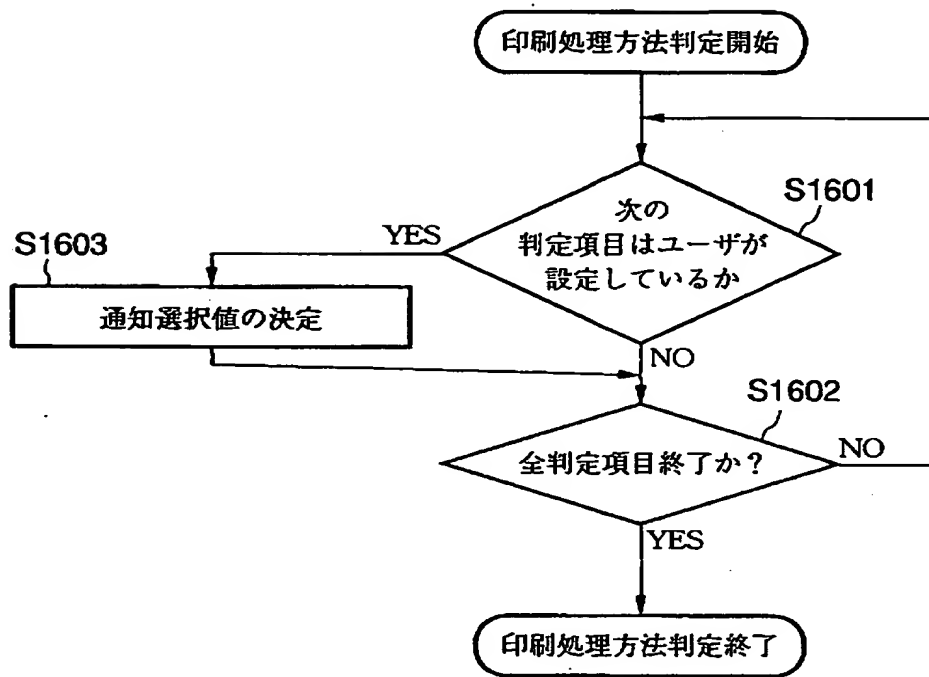 印刷処理方法判定開始
S1601
次の
判定項目はユーザが
設定しているか
YES
S1603
通知選択値の決定
NO
S1602
全判定項目終了か？
NO
YES
印刷処理方法判定終了